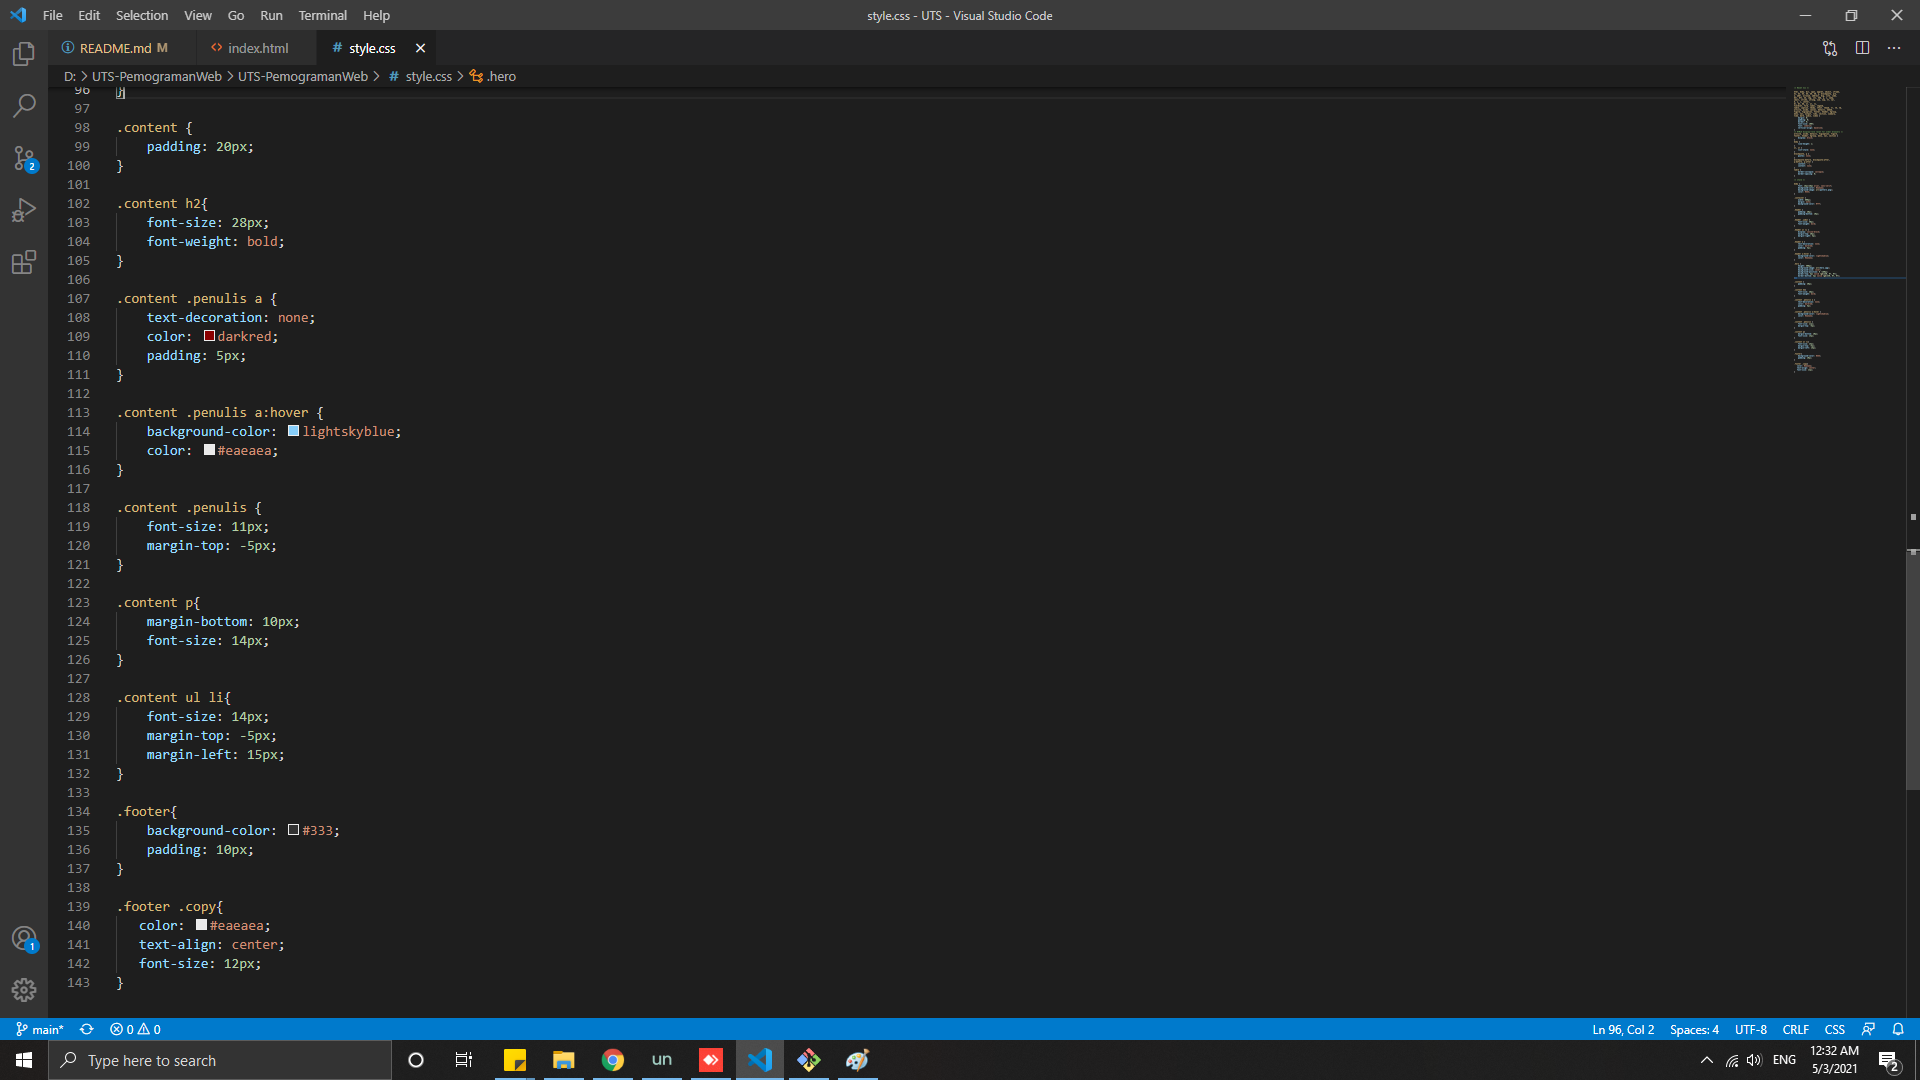 File Edit Selection View Go Run Terminal Help
style.css - UTS - Visual Studio Code
README.md M
index.html
# style.css
D: > UTS-PemogramanWeb > UTS-PemogramanWeb > # style.css > .hero
96 }
97
98 .content {
99 padding: 20px;
100 }
101
102 .content h2{
103 font-size: 28px;
104 font-weight: bold;
105 }
106
107 .content .penulis a {
108 text-decoration: none;
109 color: darkred;
110 padding: 5px;
111 }
112
113 .content .penulis a:hover {
114 background-color: lightskyblue;
115 color: #eaeaea;
116 }
117
118 .content .penulis {
119 font-size: 11px;
120 margin-top: -5px;
121 }
122
123 .content p{
124 margin-bottom: 10px;
125 font-size: 14px;
126 }
127
128 .content ul li{
129 font-size: 14px;
130 margin-top: -5px;
131 margin-left: 15px;
132 }
133
134 .footer{
135 background-color: #333;
136 padding: 10px;
137 }
138
139 .footer .copy{
140 color: #eaeaea;
141 text-align: center;
142 font-size: 12px;
143 }
2
1
main* 0 0
Ln 96, Col 2 Spaces: 4 UTF-8 CRLF CSS
Type here to search
un
ENG
12:32 AM
5/3/2021
2